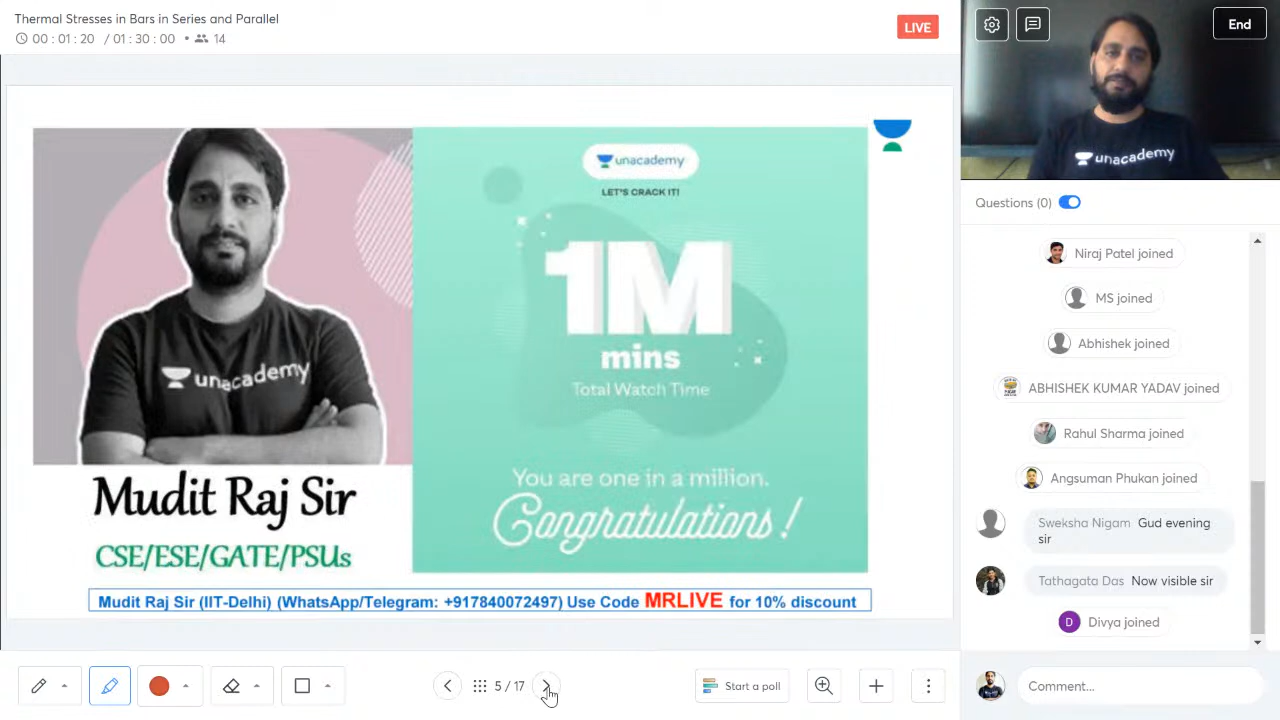 Thermal Stresses in Bars in Series and Parallel
00 : 01 : 20 / 01 : 30 : 00 • 14
LIVE
End
unacademy
Questions (0)
unacademy
LET'S CRACK IT!
1M
mins
Total Watch Time
You are one in a million.
Congratulations!
unacademy
Mudit Raj Sir
CSE/ESE/GATE/PSUs
Mudit Raj Sir (IIT-Delhi) (WhatsApp/Telegram: +917840072497) Use Code MRLIVE for 10% discount
Niraj Patel joined
MS joined
Abhishek joined
ABHISHEK KUMAR YADAV joined
Rahul Sharma joined
Angsuman Phukan joined
Sweksha Nigam Gud evening
sir
Tathagata Das Now visible sir
D Divya joined
5 / 17
Start a poll
Comment...